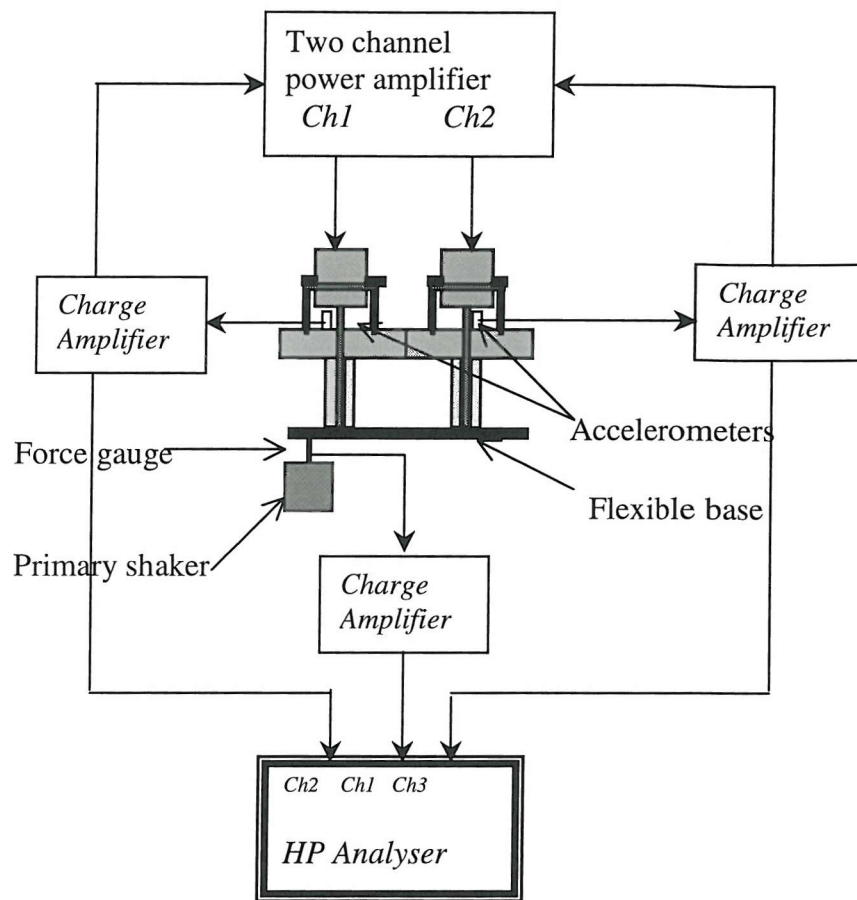 Two channel
power amplifier
Ch1 Ch2
Charge
Amplifier
Charge
Amplifier
Accelerometers
Force gauge
Flexible base
Primary shaker
Charge
Amplifier
Ch2 Ch1 Ch3
HP Analyser